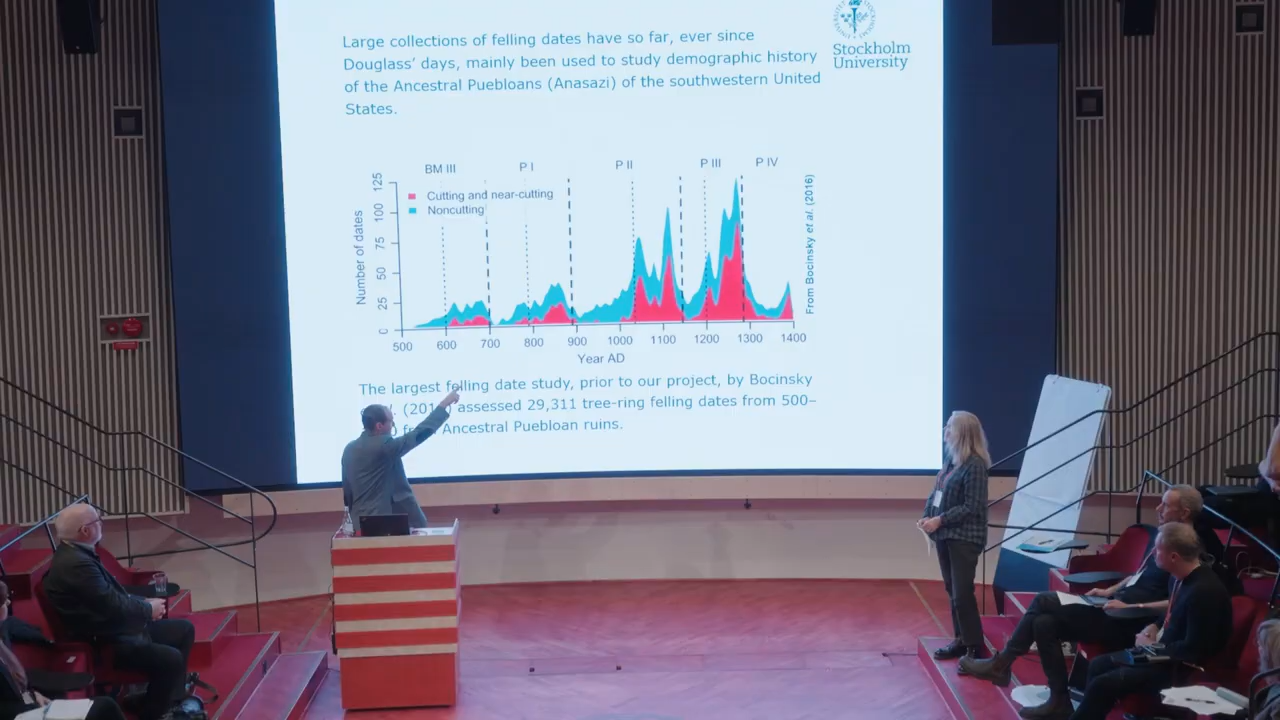 Large collections of felling dates have so far, ever since
Douglass' days, mainly been used to study demographic history
of the Ancestral Puebloans (Anasazi) of the southwestern United
States.
Stockholm
University
BM III
P I
P II
P III
P IV
Cutting and near-cutting
Noncutting
Number of dates
125
100
75
50
25
0
500
600
700
800
900
1000
1100
1200
1300
1400
Year AD
From Bocinsky et al. (2016)
The largest felling date study, prior to our project, by Bocinsky
assessed 29,311 tree-ring felling dates from 500–
Ancestral Puebloan ruins.